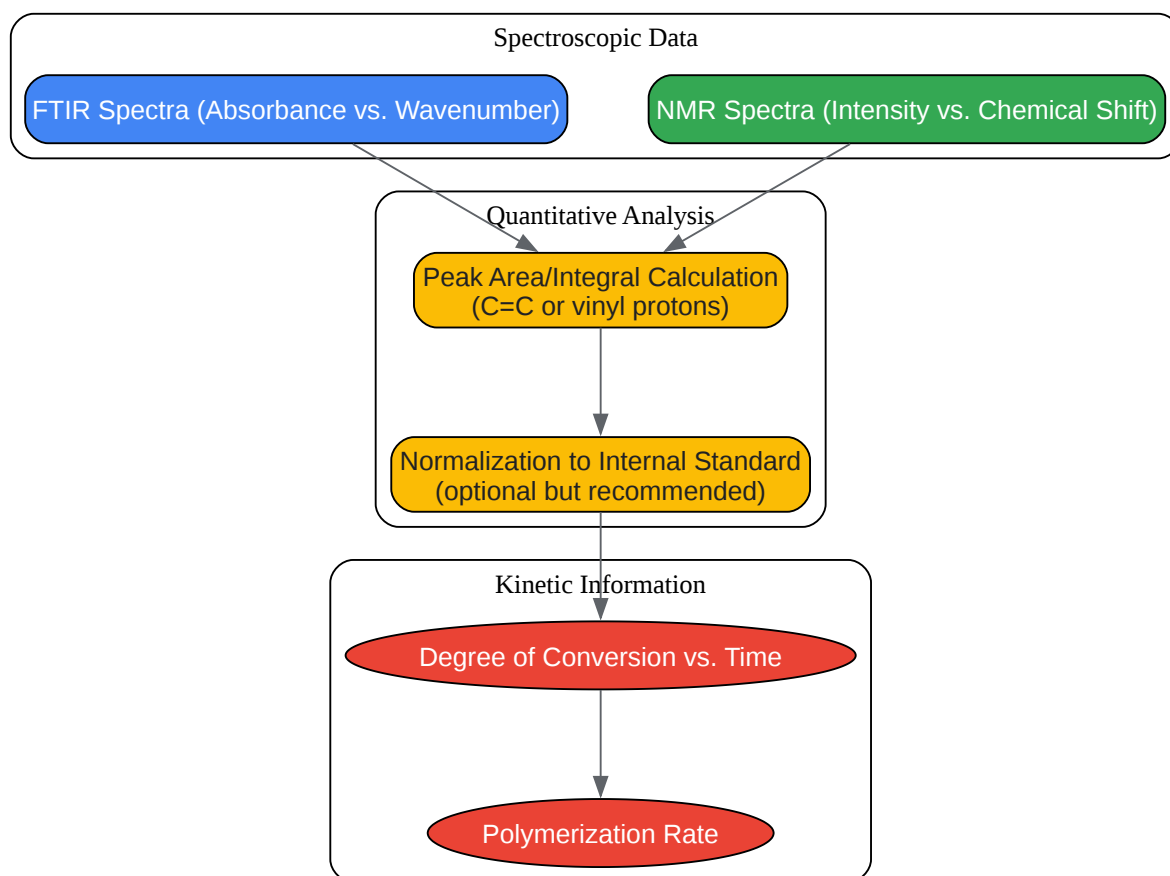 Spectroscopic Data
FTIR Spectra (Absorbance vs. Wavenumber)
NMR Spectra (Intensity vs. Chemical Shift)
Quantitative Analysis
Peak Area/Integral Calculation
(C=C or vinyl protons)
Normalization to Internal Standard
(optional but recommended)
Kinetic Information
Degree of Conversion vs. Time
Polymerization Rate